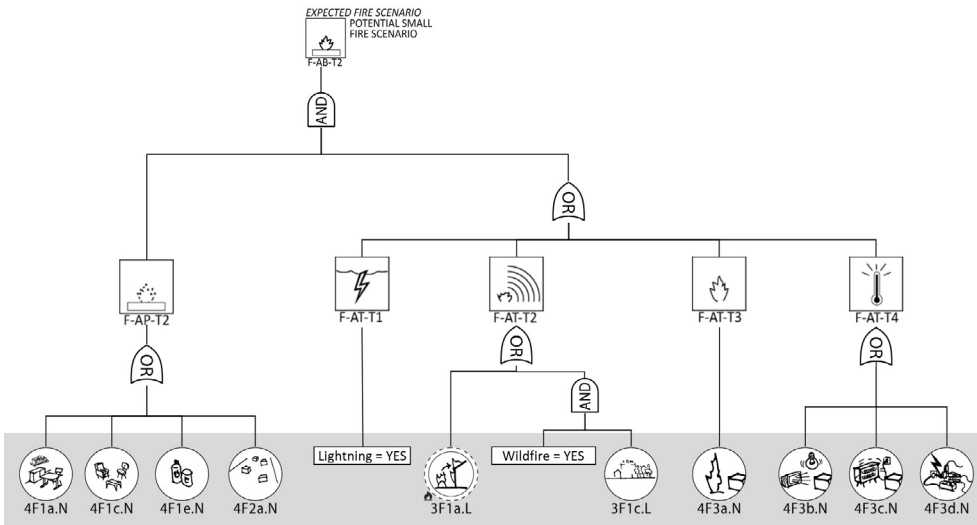 EXPECTED FIRE SCENARIO
POTENTIAL SMALL
FIRE SCENARIO
F-AB-T2
AND
OR
F-AP-T2
F-AT-T1
F-AT-T2
F-AT-T3
F-AT-T4
OR
OR
OR
AND
Lightning = YES
Wildfire = YES
4F1a.N
4F1c.N
4F1e.N
4F2a.N
3F1a.L
3F1c.L
4F3a.N
4F3b.N
4F3c.N
4F3d.N